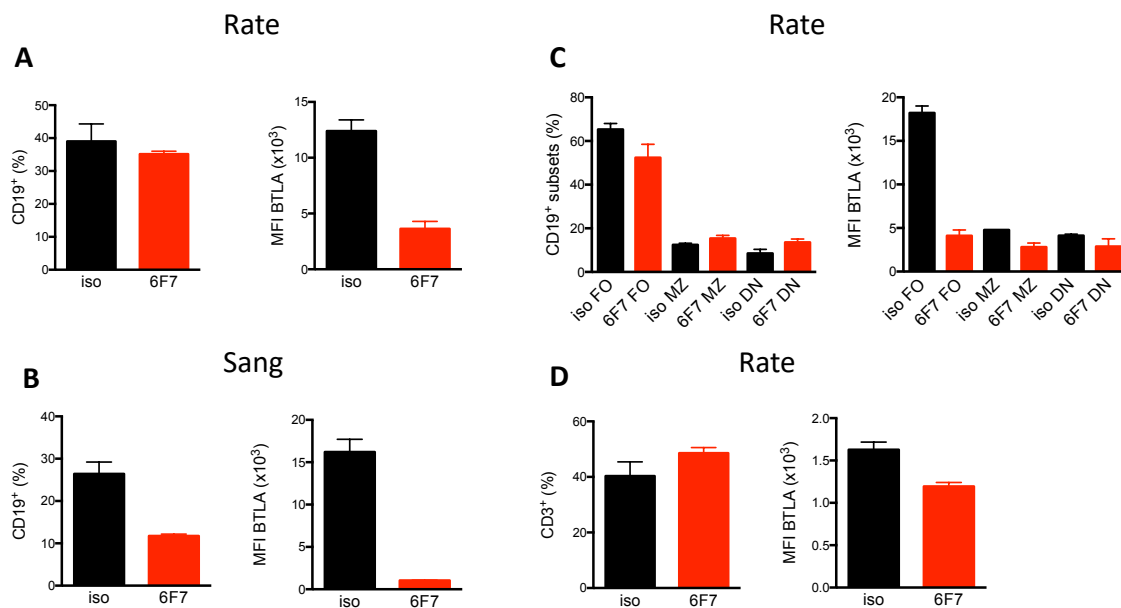 Rate
A
CD19+ (%)
50
40
30
20
10
0
iso
6F7
MFI BTLA (x10³)
15
10
5
0
iso
6F7
Rate
C
CD19+ subsets (%)
80
60
40
20
0
iso FO
6F7 FO
iso MZ
6F7 MZ
iso DN
6F7 DN
MFI BTLA (x10³)
20
15
10
5
0
iso FO
6F7 FO
iso MZ
6F7 MZ
iso DN
6F7 DN
Sang
B
CD19+ (%)
40
30
20
10
0
iso
6F7
MFI BTLA (x10³)
20
15
10
5
0
iso
6F7
Rate
D
CD3+ (%)
60
40
20
0
iso
6F7
MFI BTLA (x10³)
2.0
1.5
1.0
0.5
0.0
iso
6F7